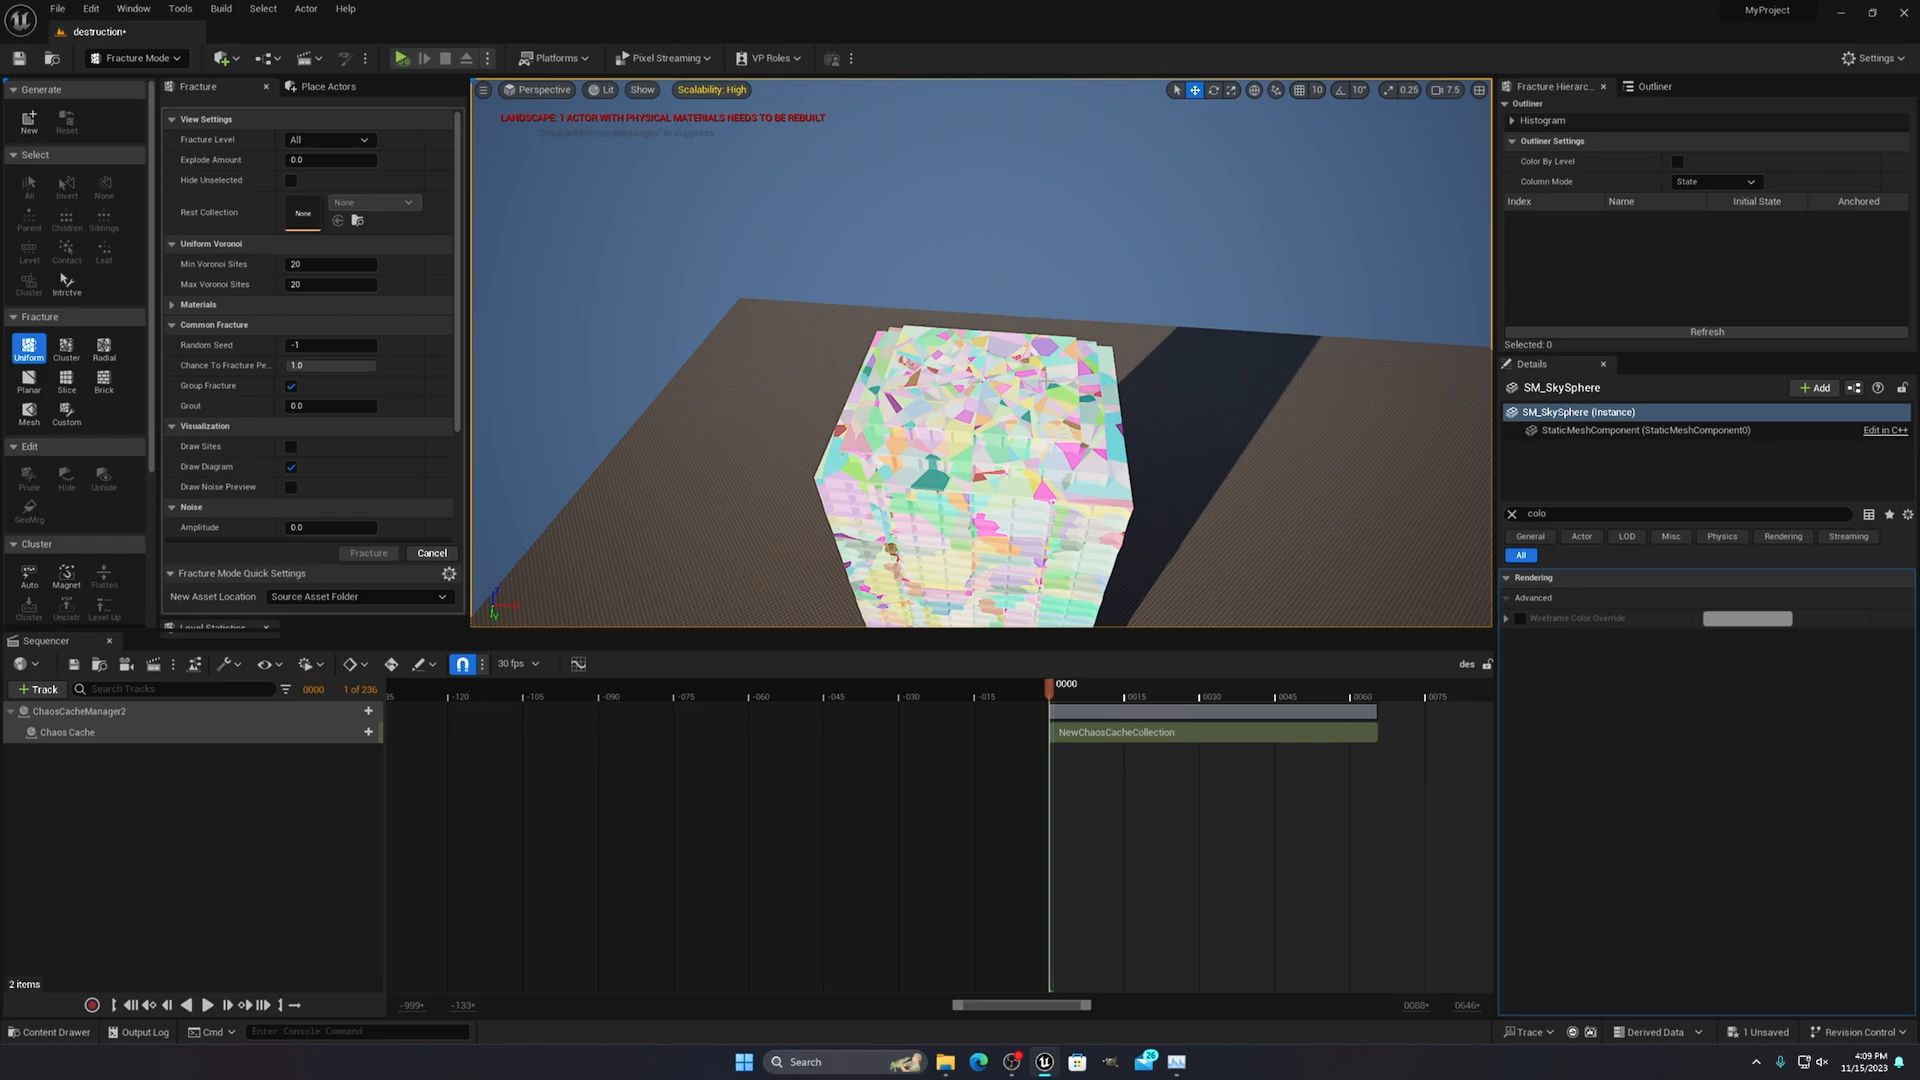 File Edit Window Tools Build Select Actor Help
MyProject
destruction•
Fracture Mode
Platforms
Pixel Streaming
VP Roles
Settings
Generate
New
Reset
Select
All
Invert
None
Parent
Children
Siblings
Level
Contact
Leaf
Cluster
Intrctve
Fracture
Uniform
Cluster
Radial
Planar
Slice
Brick
Mesh
Custom
Edit
Prune
Hide
Unhide
GeoMrg
Cluster
Auto
Magnet
Flatten
Cluster
Unclstr
Level Up
Fracture
Place Actors
View Settings
Fracture Level
All
Explode Amount
0.0
Hide Unselected
Rest Collection
None
None
Uniform Voronoi
Min Voronoi Sites
20
Max Voronoi Sites
20
Materials
Common Fracture
Random Seed
-1
Chance To Fracture Pe...
1.0
Group Fracture
Grout
0.0
Visualization
Draw Sites
Draw Diagram
Draw Noise Preview
Noise
Amplitude
0.0
Fracture
Cancel
Fracture Mode Quick Settings
New Asset Location
Source Asset Folder
Level Statistics
Perspective
Lit
Show
Scalability: High
10
10°
0.25
7.5
LANDSCAPE: 1 ACTOR WITH PHYSICAL MATERIALS NEEDS TO BE REBUILT
'DisableAllScreenMessages' to suppress
Fracture Hierarc...
Outliner
Outliner
Histogram
Outliner Settings
Color By Level
Column Mode
State
Index
Name
Initial State
Anchored
Refresh
Selected: 0
Details
SM_SkySphere
Add
SM_SkySphere (Instance)
StaticMeshComponent (StaticMeshComponent0)
Edit in C++
colo
General
Actor
LOD
Misc
Physics
Rendering
Streaming
All
Rendering
Advanced
Wireframe Color Override
Sequencer
30 fps
des
Track
Search Tracks
0000
1 of 236
ChaosCacheManager2
Chaos Cache
35
-120
-105
-090
-075
-060
-045
-030
-015
0000
0015
0030
0045
0060
0075
NewChaosCacheCollection
2 items
-999+
-133+
0088+
0646+
Content Drawer
Output Log
Cmd
Enter Console Command
Trace
Derived Data
1 Unsaved
Revision Control
Search
26
4:09 PM
11/15/2023